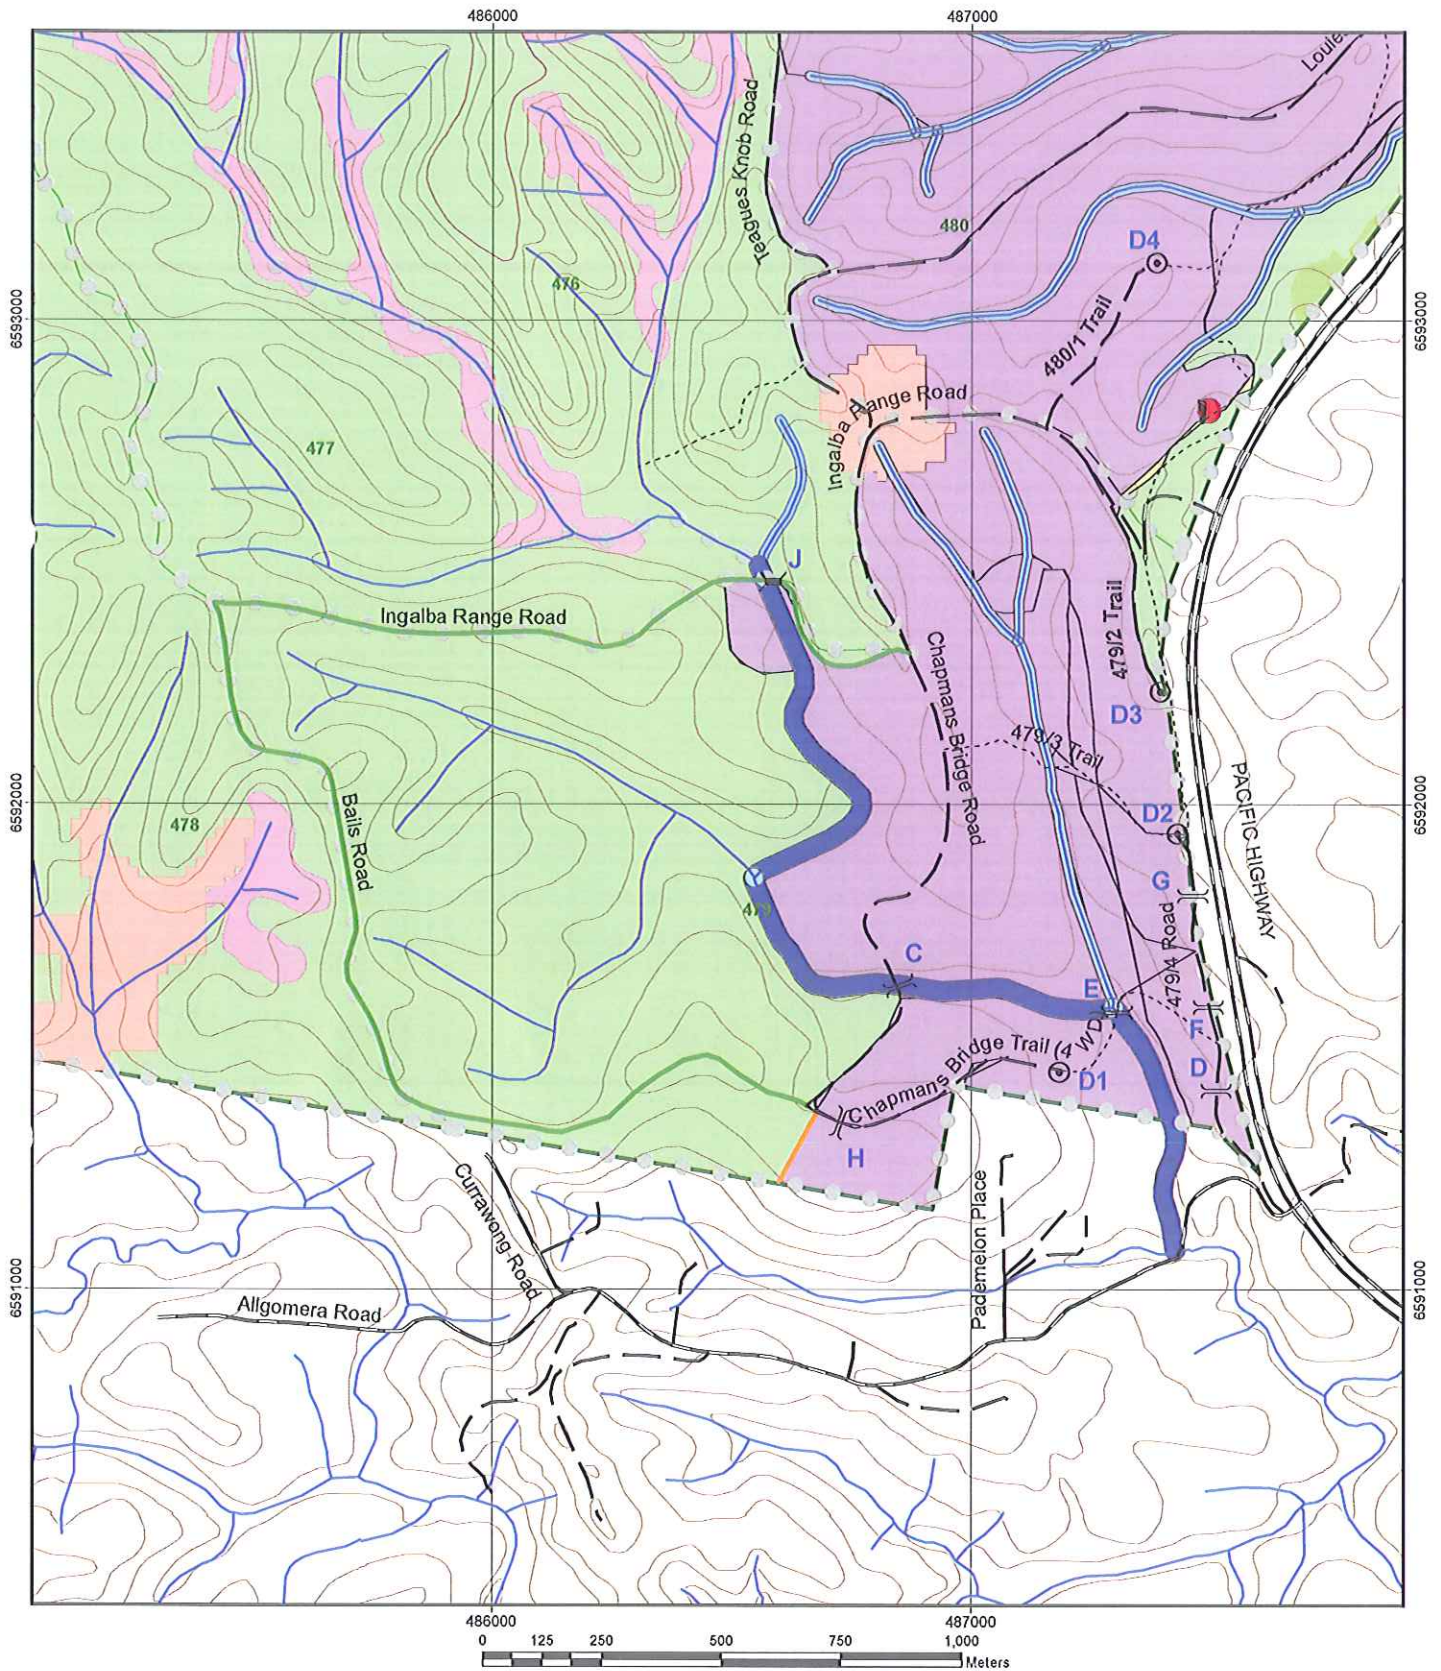 486000
487000
Louies
Teagues Knob Road
480
D4
476
6593000
6593000
480/1 Trail
Ingalba Range Road
477
J
Ingalba Range Road
479/2 Trail
Chapmans Bridge Road
D3
479/3 Trail
6592000
6592000
PACIFIC HIGHWAY
Bails Road
478
D2
G
479
479/4 Road
C
E
F
Chapmans Bridge Trail (4 WD)
D1
D
H
Currawong Road
Pademelon Place
6591000
6591000
Allgomera Road
486000
487000
0 125 250 500 750 1,000
Meters